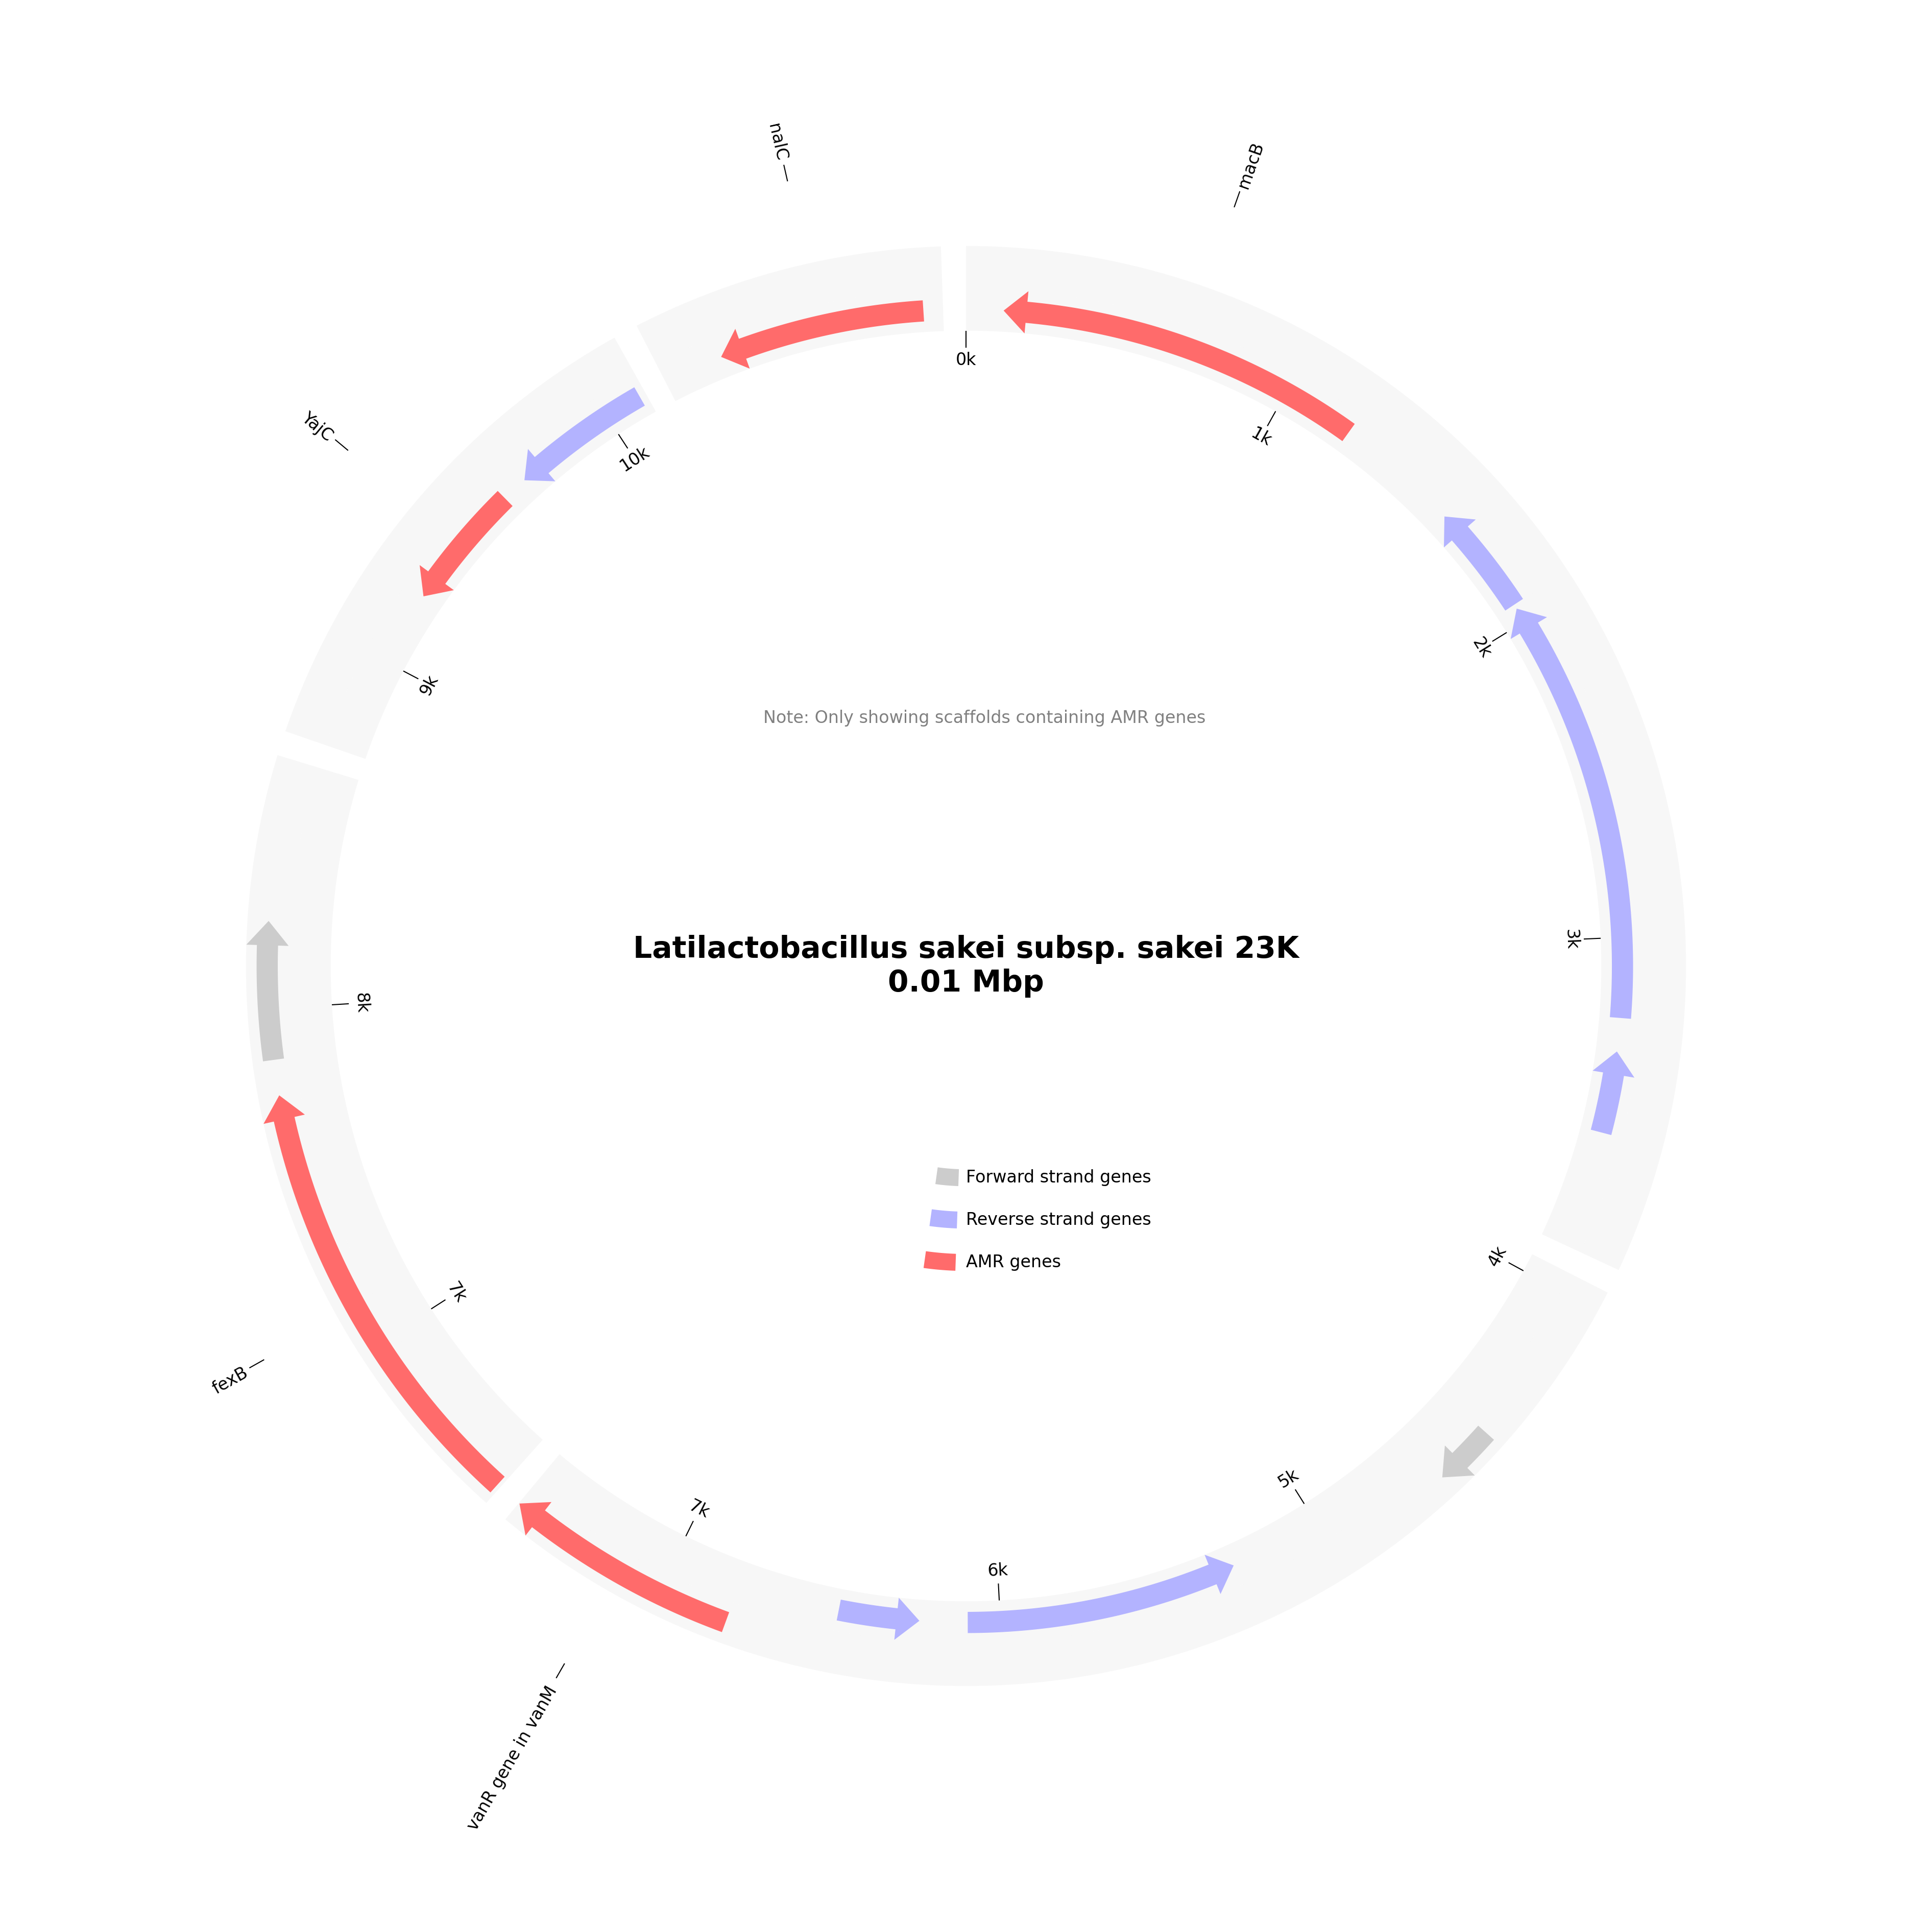 nalC
macB
0k
1k
YajC
10k
2k
9k
Note: Only showing scaffolds containing AMR genes
3k
Latilactobacillus sakei subsp. sakei 23K
0.01 Mbp
8k
Forward strand genes
Reverse strand genes
AMR genes
4k
7k
fexB
5k
7k
6k
vanR gene in vanM